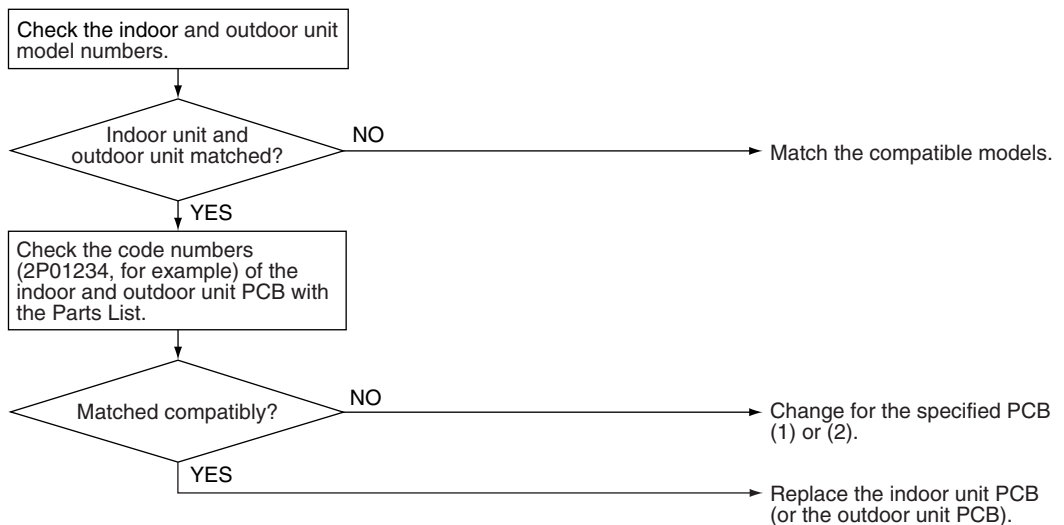 Check the indoor and outdoor unit
model numbers.
Indoor unit and
outdoor unit matched?
NO
Match the compatible models.
YES
Check the code numbers
(2P01234, for example) of the
indoor and outdoor unit PCB with
the Parts List.
Matched compatibly?
NO
Change for the specified PCB
(1) or (2).
YES
Replace the indoor unit PCB
(or the outdoor unit PCB).